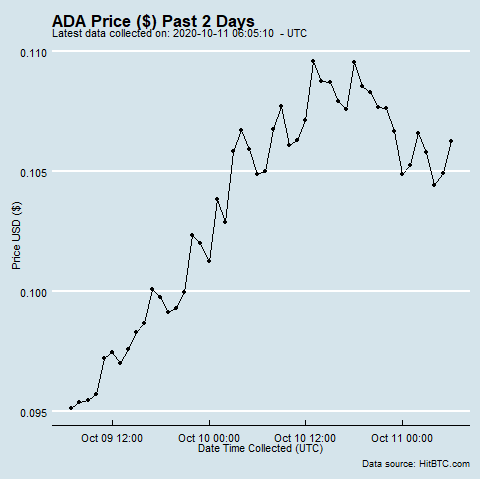 ADA Price ($) Past 2 Days
Latest data collected on: 2020-10-11 06:05:10 - UTC
Price USD ($)
0.110
0.105
0.100
0.095
Oct 09 12:00
Oct 10 00:00
Oct 10 12:00
Oct 11 00:00
Date Time Collected (UTC)
Data source: HitBTC.com